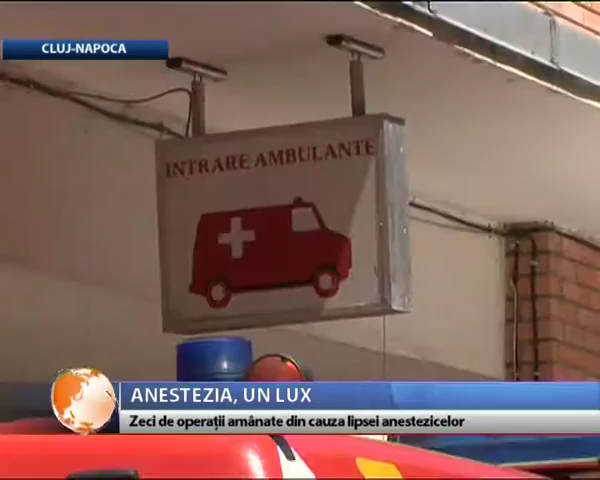 CLUJ-NAPOCA
INTRARE AMBULANTE
ANESTEZIA, UN LUX
Zeci de operații amânate din cauza lipsei anestezicelor